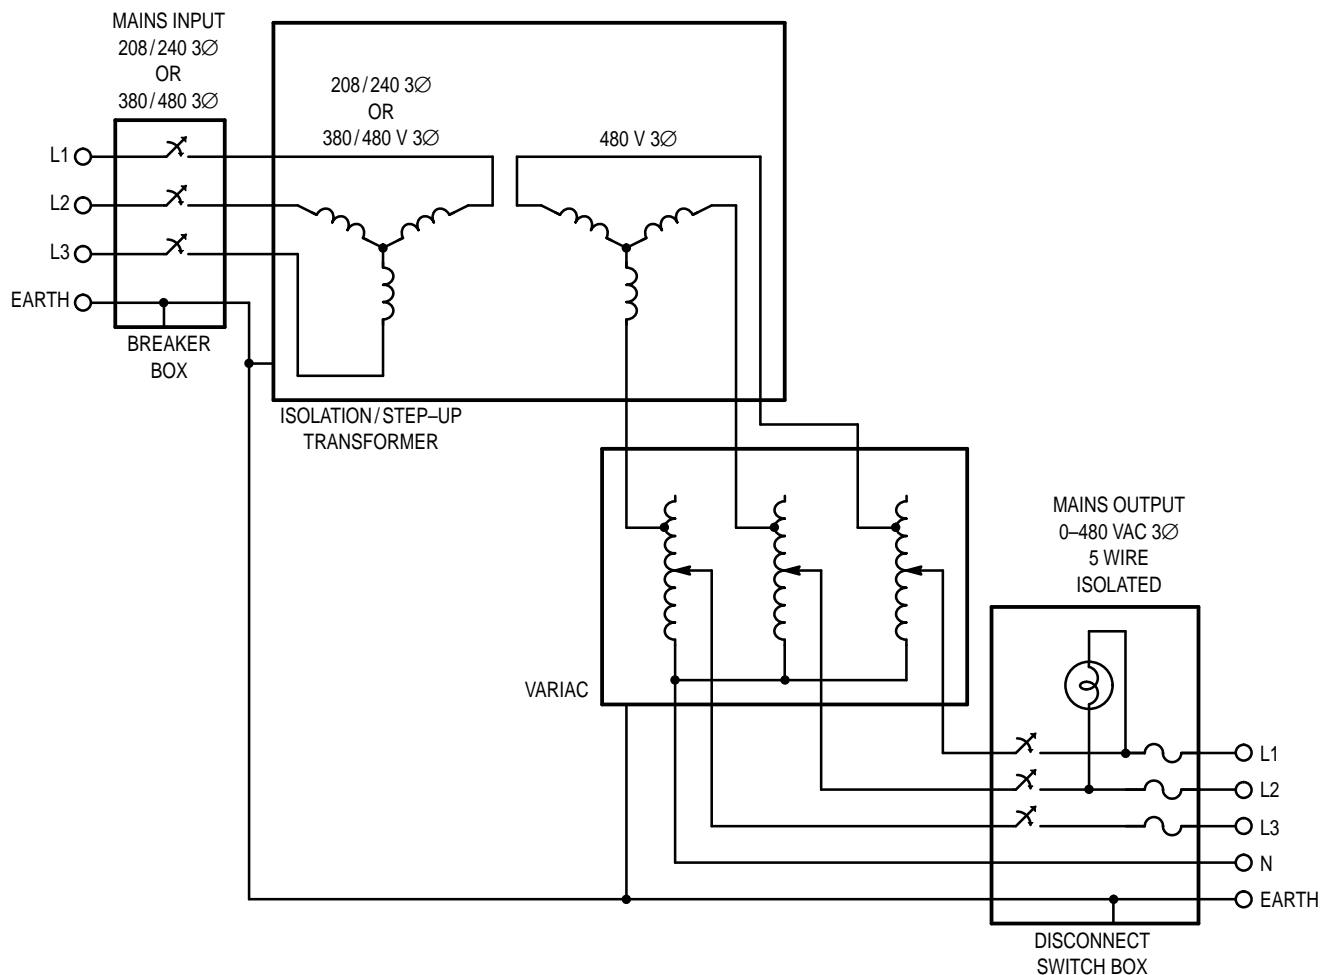 MAINS INPUT
208/240 3∅
OR
380/480 3∅
L1
L2
L3
EARTH
BREAKER
BOX
208/240 3∅
OR
380/480 V 3∅
480 V 3∅
ISOLATION/STEP–UP
TRANSFORMER
VARIAC
MAINS OUTPUT
0–480 VAC 3∅
5 WIRE
ISOLATED
L1
L2
L3
N
EARTH
DISCONNECT
SWITCH BOX